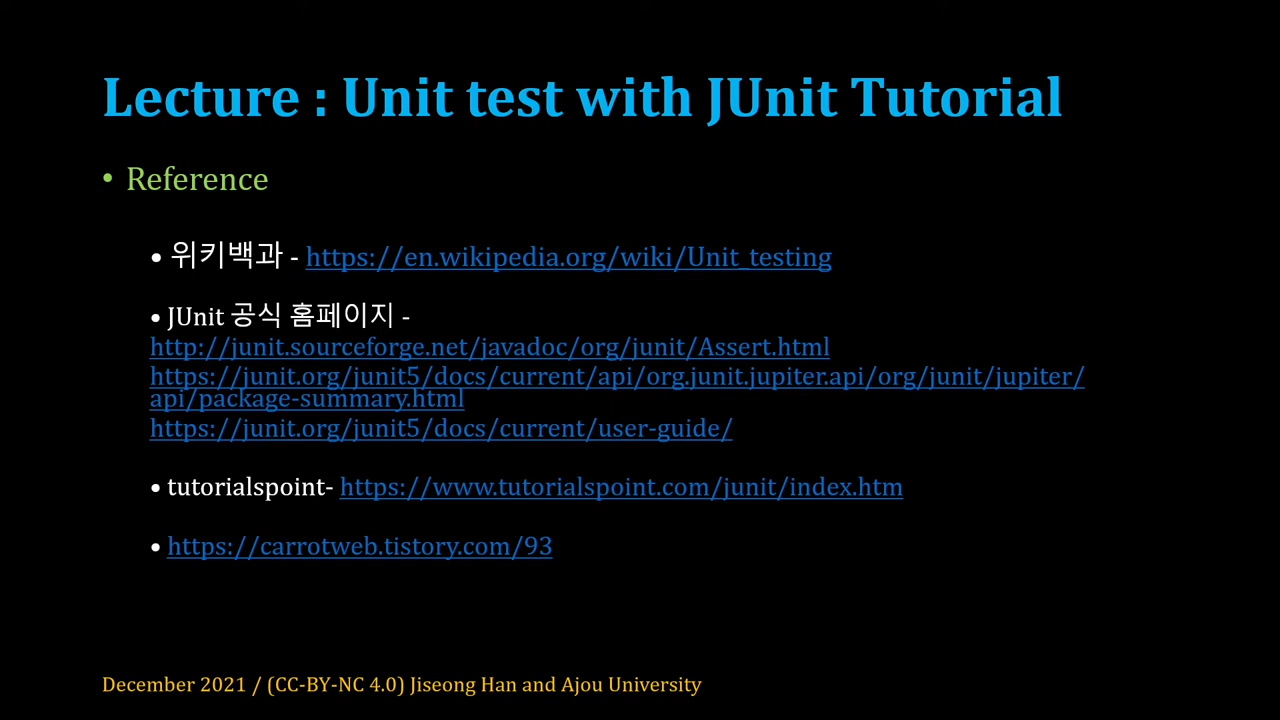 Lecture : Unit test with JUnit Tutorial
• Reference
• 위키백과 - https://en.wikipedia.org/wiki/Unit_testing
• JUnit 공식 홈페이지 -
http://junit.sourceforge.net/javadoc/org/junit/Assert.html
https://junit.org/junit5/docs/current/api/org.junit.jupiter.api/org/junit/jupiter/
api/package-summary.html
https://junit.org/junit5/docs/current/user-guide/
• tutorialspoint- https://www.tutorialspoint.com/junit/index.htm
• https://carrotweb.tistory.com/93
December 2021 / (CC-BY-NC 4.0) Jiseong Han and Ajou University